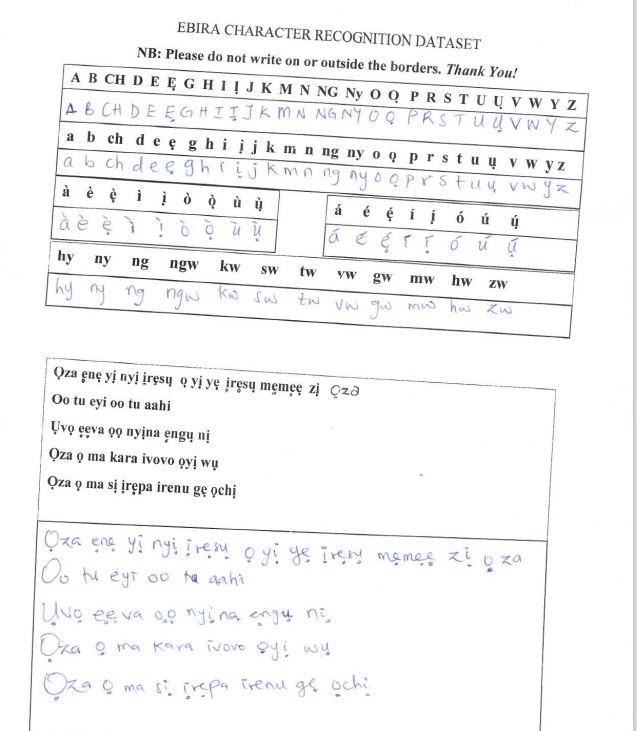 EBIRA CHARACTER RECOGNITION DATASET
NB: Please do not write on or outside the borders. Thank You!
A B CH D E Ẹ G H I Ị J K M N NG Ny O Ọ P R S T U Ụ V W Y Z
A B CH D E Ẹ G H I Ị J K M N NG NY O Ọ P R S T U Ụ V W Y Z
a b ch d e ẹ g h i ị j k m n ng ny o ọ p r s t u ụ v w y z
a b ch d e ẹ g h i ị j k m n ng ny o ọ p r s t u ụ v w y z
à è ẹ̀ ì ị̀ ò ọ̀ ù ụ̀
à è ẹ̀ ì ị̀ ò ọ̀ ù ụ̀
á é ẹ́ í ị́ ó ú ụ́
á é ẹ́ í ị́ ó ú ụ́
hy ny ng ngw kw sw tw vw gw mw hw zw
hy ny ng ngw kw sw tw vw gw mw hw zw
Ọza ẹnẹ yị nyị ịrẹsụ ọ yị yẹ ịrẹsụ mẹmẹẹ zị ọza
Oo tu eyi oo tu aahi
Ụvọ ẹẹva ọọ nyịna ẹngụ nị
Ọza ọ ma kara ivovo ọyị wụ
Ọza ọ ma sị ịrẹpa irenu gẹ ọchị
Ọza ẹnẹ yị nyị ịrẹsụ ọ yị yẹ ịrẹsụ mẹmẹẹ zị ọza
Oo tu eyi oo tu aahi
Ụvọ ẹẹva ọọ nyịna ẹngụ nị
Ọza ọ ma kara ivovo ọyị wụ
Ọza ọ ma sị ịrẹpa irenu gẹ ọchị